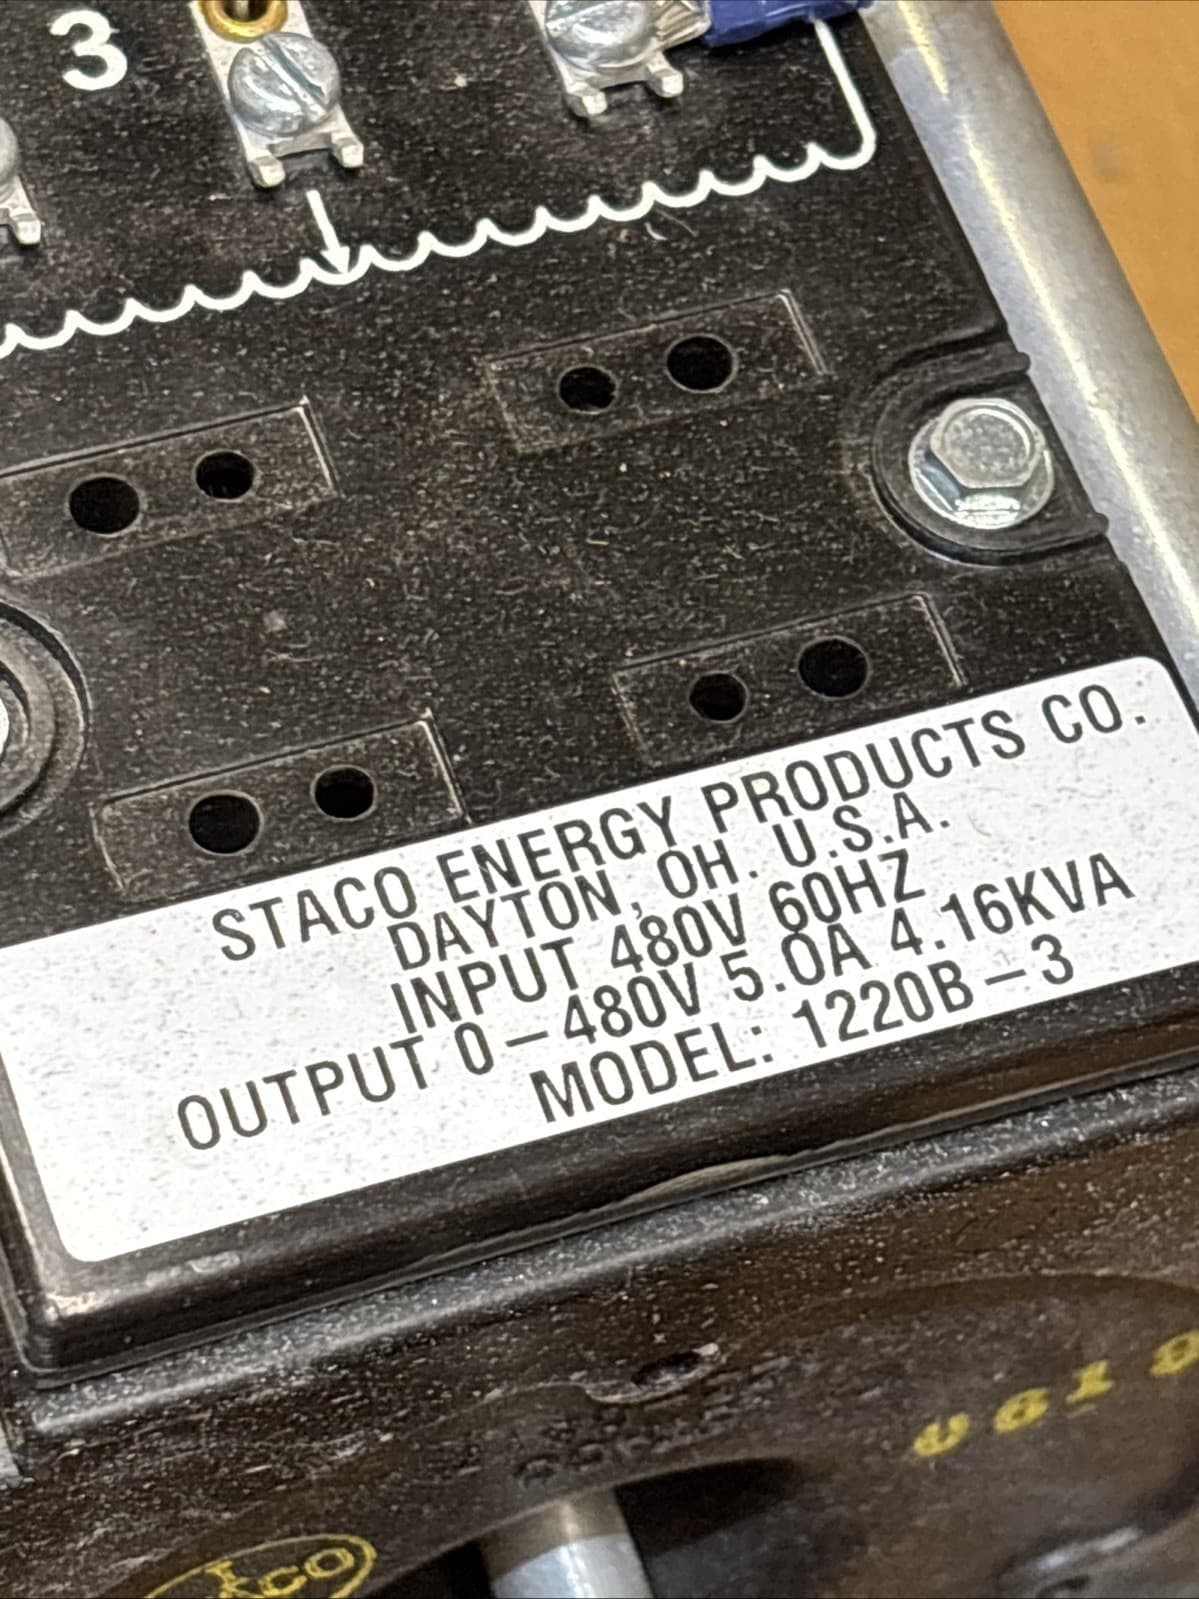 3
STACO ENERGY PRODUCTS CO.
DAYTON, OH. U.S.A.
INPUT 480V 60HZ
OUTPUT 0-480V 5.0A 4.16KVA
MODEL: 1220B-3